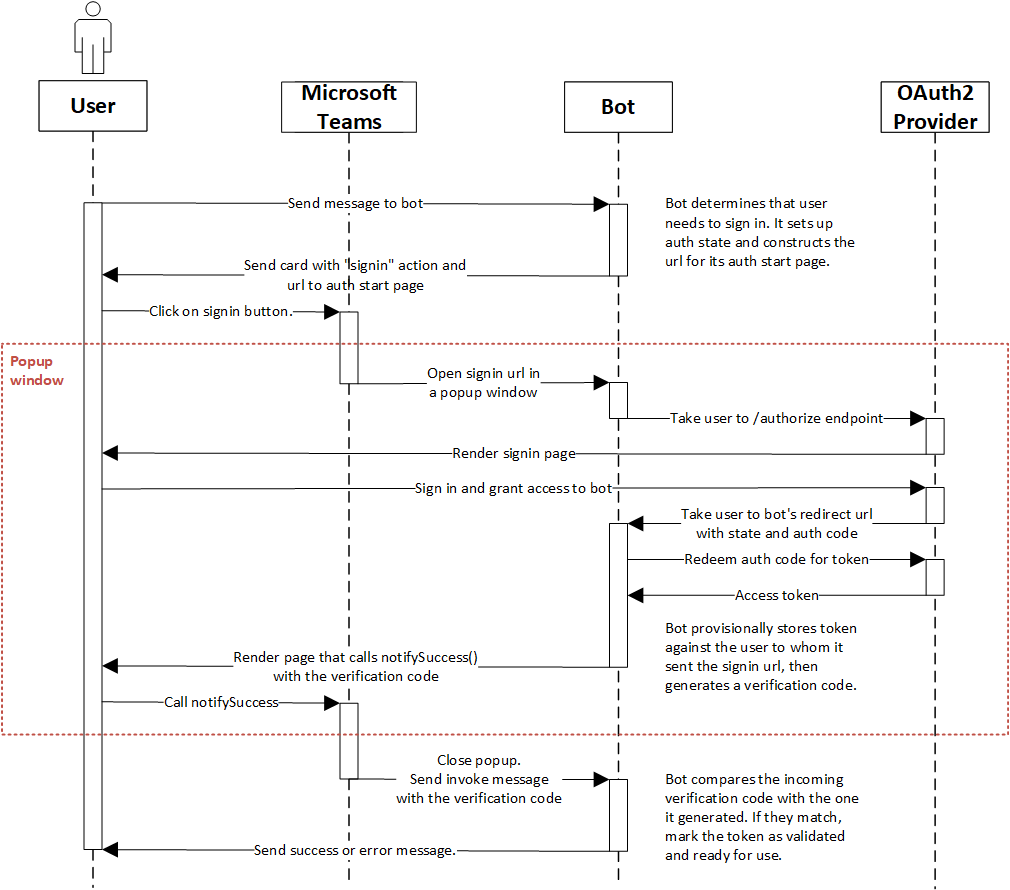 User
Microsoft
Teams
Bot
OAuth2
Provider
Send message to bot
Bot determines that user
needs to sign in. It sets up
auth state and constructs the
url for its auth start page.
Send card with "signin" action and
url to auth start page
Click on signin button.
Popup
window
Open signin url in
a popup window
Take user to /authorize endpoint
Render signin page
Sign in and grant access to bot
Take user to bot's redirect url
with state and auth code
Redeem auth code for token
Access token
Bot provisionally stores token
against the user to whom it
sent the signin url, then
generates a verification code.
Render page that calls notifySuccess()
with the verification code
Call notifySuccess
Close popup.
Send invoke message
with the verification code
Bot compares the incoming
verification code with the one
it generated. If they match,
mark the token as validated
and ready for use.
Send success or error message.